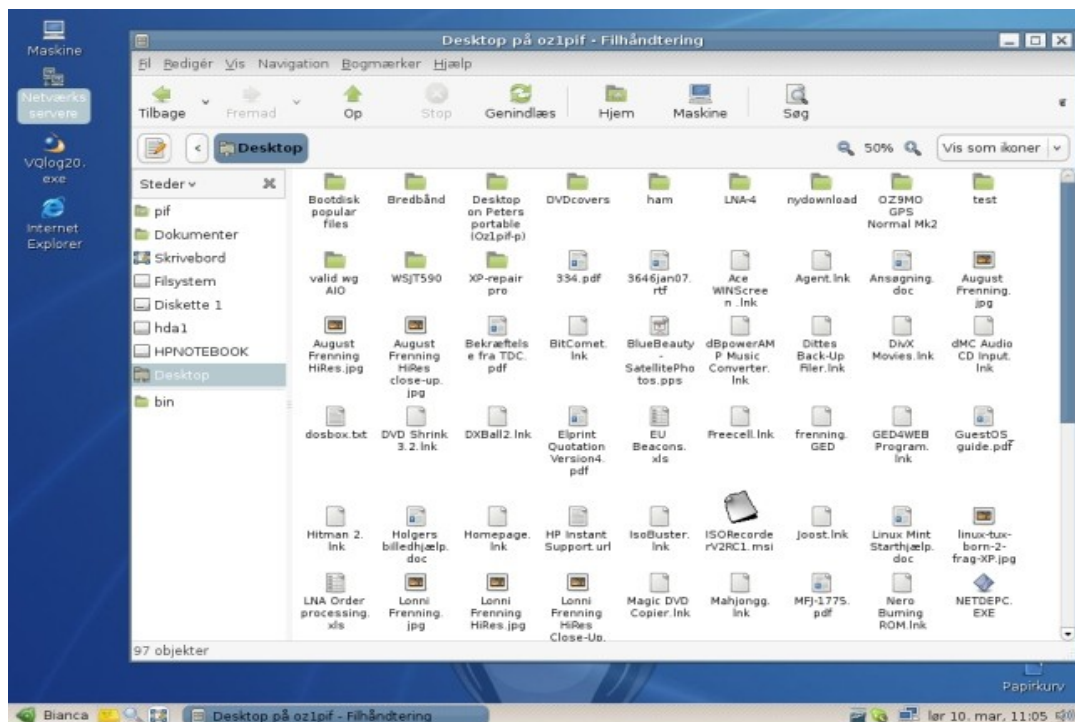 Maskine
Netværks
servere
VQlog20.
exe
Internet
Explorer
Desktop på oz1pif - Filhåndtering
Fil Redigér Vis Navigation Bogmærker Hjælp
Tilbage Fremad Op Stop Genindlæs Hjem Maskine Søg
Desktop 50% Vis som ikoner
Steder
pif
Dokumenter
Skrivebord
Filsystem
Diskette 1
hda1
HPNOTEBOOK
Desktop
bin
Bootdisk
popular
files
Bredbånd
Desktop
on Peters
portable
(Oz1pif-p)
DVDcovers
ham
LNA-4
nydownload
OZ9MO
GPS
Normal Mk2
test
valid wg
AIO
WSJT590
XP-repair
pro
334.pdf
3646jan07.
rtf
Ace
WINScree
n .lnk
Agent.lnk
Ansøgning.
doc
August
Frenning.
jpg
August
Frenning
HiRes.jpg
August
Frenning
HiRes
close-up.
jpg
Bekræftels
e fra TDC.
pdf
BitComet.
lnk
BlueBeauty
-
SatellitePho
tos.pps
dBpowerAM
P Music
Converter.
lnk
Dittes
Back-Up
Filer.lnk
DivX
Movies.lnk
dMC Audio
CD Input.
lnk
dosbox.txt
DVD Shrink
3.2.lnk
DXBall2.lnk
Elprint
Quotation
Version4.
pdf
EU
Beacons.
xls
Freecell.lnk
frenning.
GED
GED4WEB
Program.
lnk
GuestOS_
guide.pdf
Hitman 2.
lnk
Holgers
billedhjælp.
doc
Homepage.
lnk
HP Instant
Support.url
IsoBuster.
lnk
ISORecorde
rV2RC1.msi
Joost.lnk
Linux Mint
Starthjælp.
doc
linux-tux-
born-2-
frag-XP.jpg
LNA Order
processing.
xls
Lonni
Frenning.
jpg
Lonni
Frenning
HiRes.jpg
Lonni
Frenning
HiRes
Close-Up.
Magic DVD
Copier.lnk
Mahjongg.
lnk
MFJ-1775.
pdf
Nero
Burning
ROM.lnk
NETDEPC.
EXE
97 objekter
Papirkurv
Bianca
Desktop på oz1pif - Filhåndtering
lør 10. mar, 11:05